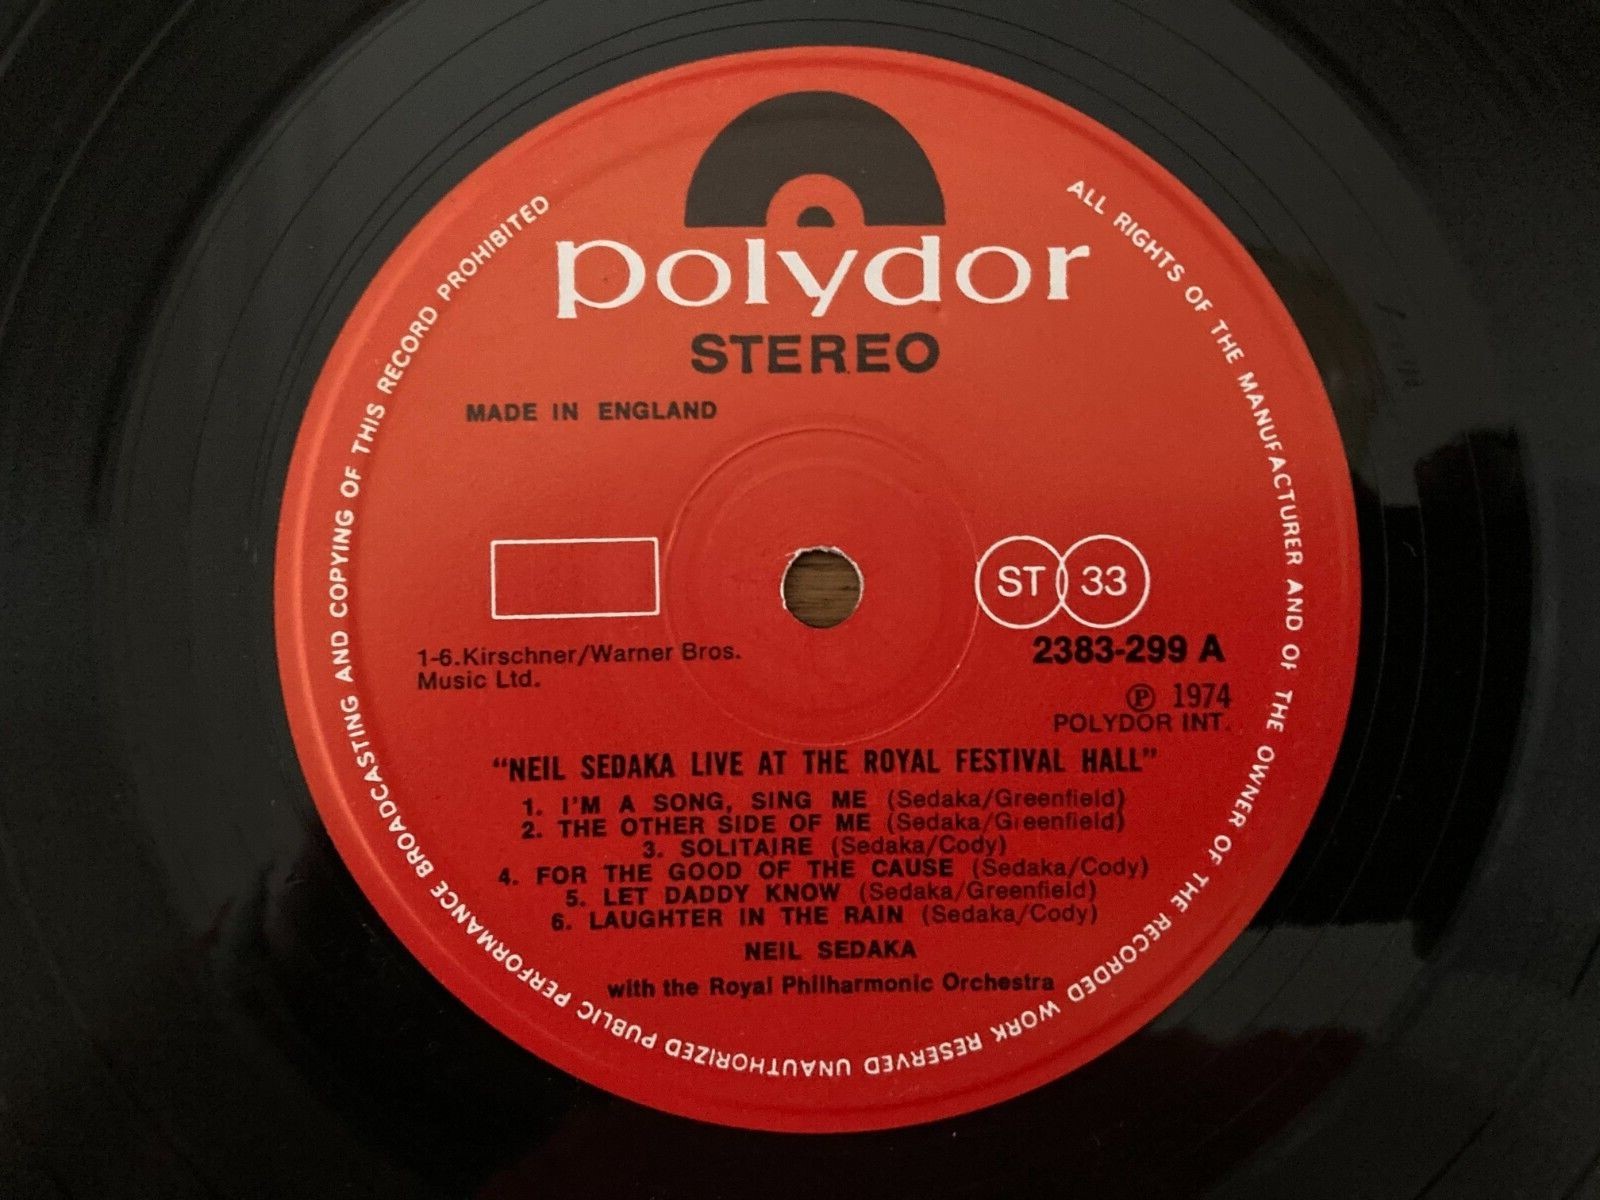 polydor
STEREO
MADE IN ENGLAND
ST 33
1-6. Kirschner/Warner Bros.
Music Ltd.
2383-299 A
Ⓟ 1974
POLYDOR INT.
"NEIL SEDAKA LIVE AT THE ROYAL FESTIVAL HALL"
1. I'M A SONG, SING ME (Sedaka/Greenfield)
2. THE OTHER SIDE OF ME (Sedaka/Greenfield)
3. SOLITAIRE (Sedaka/Cody)
4. FOR THE GOOD OF THE CAUSE (Sedaka/Cody)
5. LET DADDY KNOW (Sedaka/Greenfield)
6. LAUGHTER IN THE RAIN (Sedaka/Cody)
NEIL SEDAKA
with the Royal Philharmonic Orchestra
ALL RIGHTS OF THE MANUFACTURER AND OF THE OWNER OF THE RECORDED WORK RESERVED UNAUTHORIZED PUBLIC PERFORMANCE BROADCASTING AND COPYING OF THIS RECORD PROHIBITED